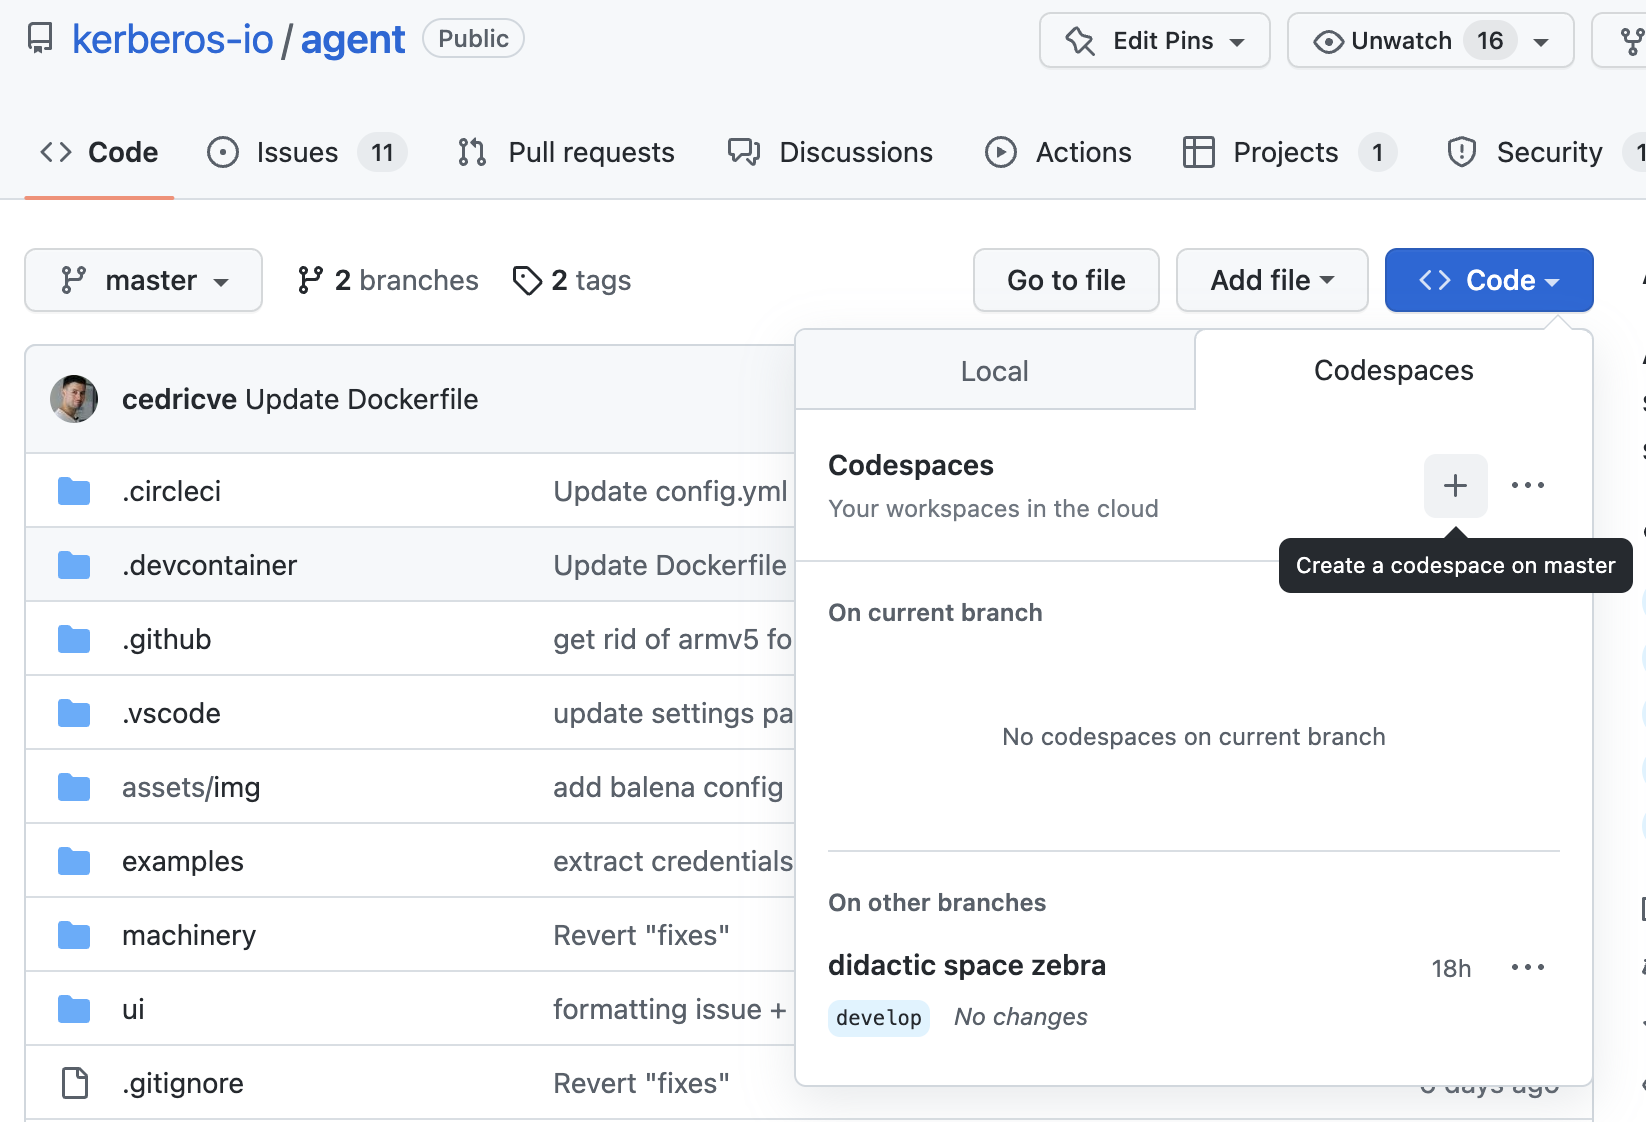 kerberos-io / agent Public Edit Pins Unwatch 16
Code Issues 11 Pull requests Discussions Actions Projects 1 Security
master 2 branches 2 tags Go to file Add file Code
Local Codespaces
cedricve Update Dockerfile
Codespaces
Your workspaces in the cloud
Create a codespace on master
.circleci Update config.yml
.devcontainer Update Dockerfile
On current branch
.github get rid of armv5 fo
.vscode update settings pa
No codespaces on current branch
assets/img add balena config
examples extract credentials
On other branches
machinery Revert "fixes"
didactic space zebra 18h
develop No changes
ui formatting issue +
.gitignore Revert "fixes" days ago